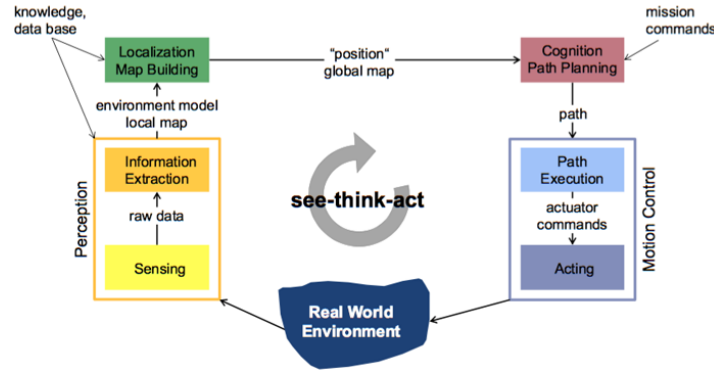 knowledge,
data base
Localization
Map Building
"position"
global map
Cognition
Path Planning
mission
commands
environment model
local map
path
Perception
Information
Extraction
raw data
Sensing
see-think-act
Path
Execution
actuator
commands
Acting
Motion Control
Real World
Environment